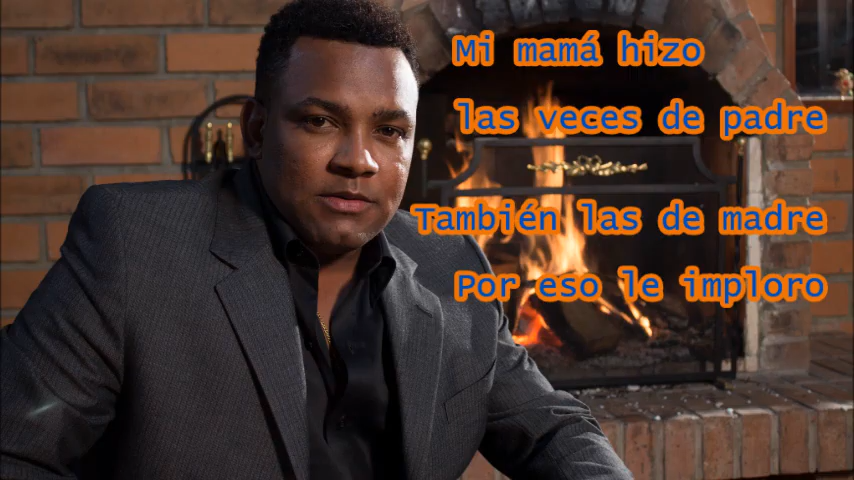 Mi mamá hizo
las veces de padre
También las de madre
Por eso le imploro